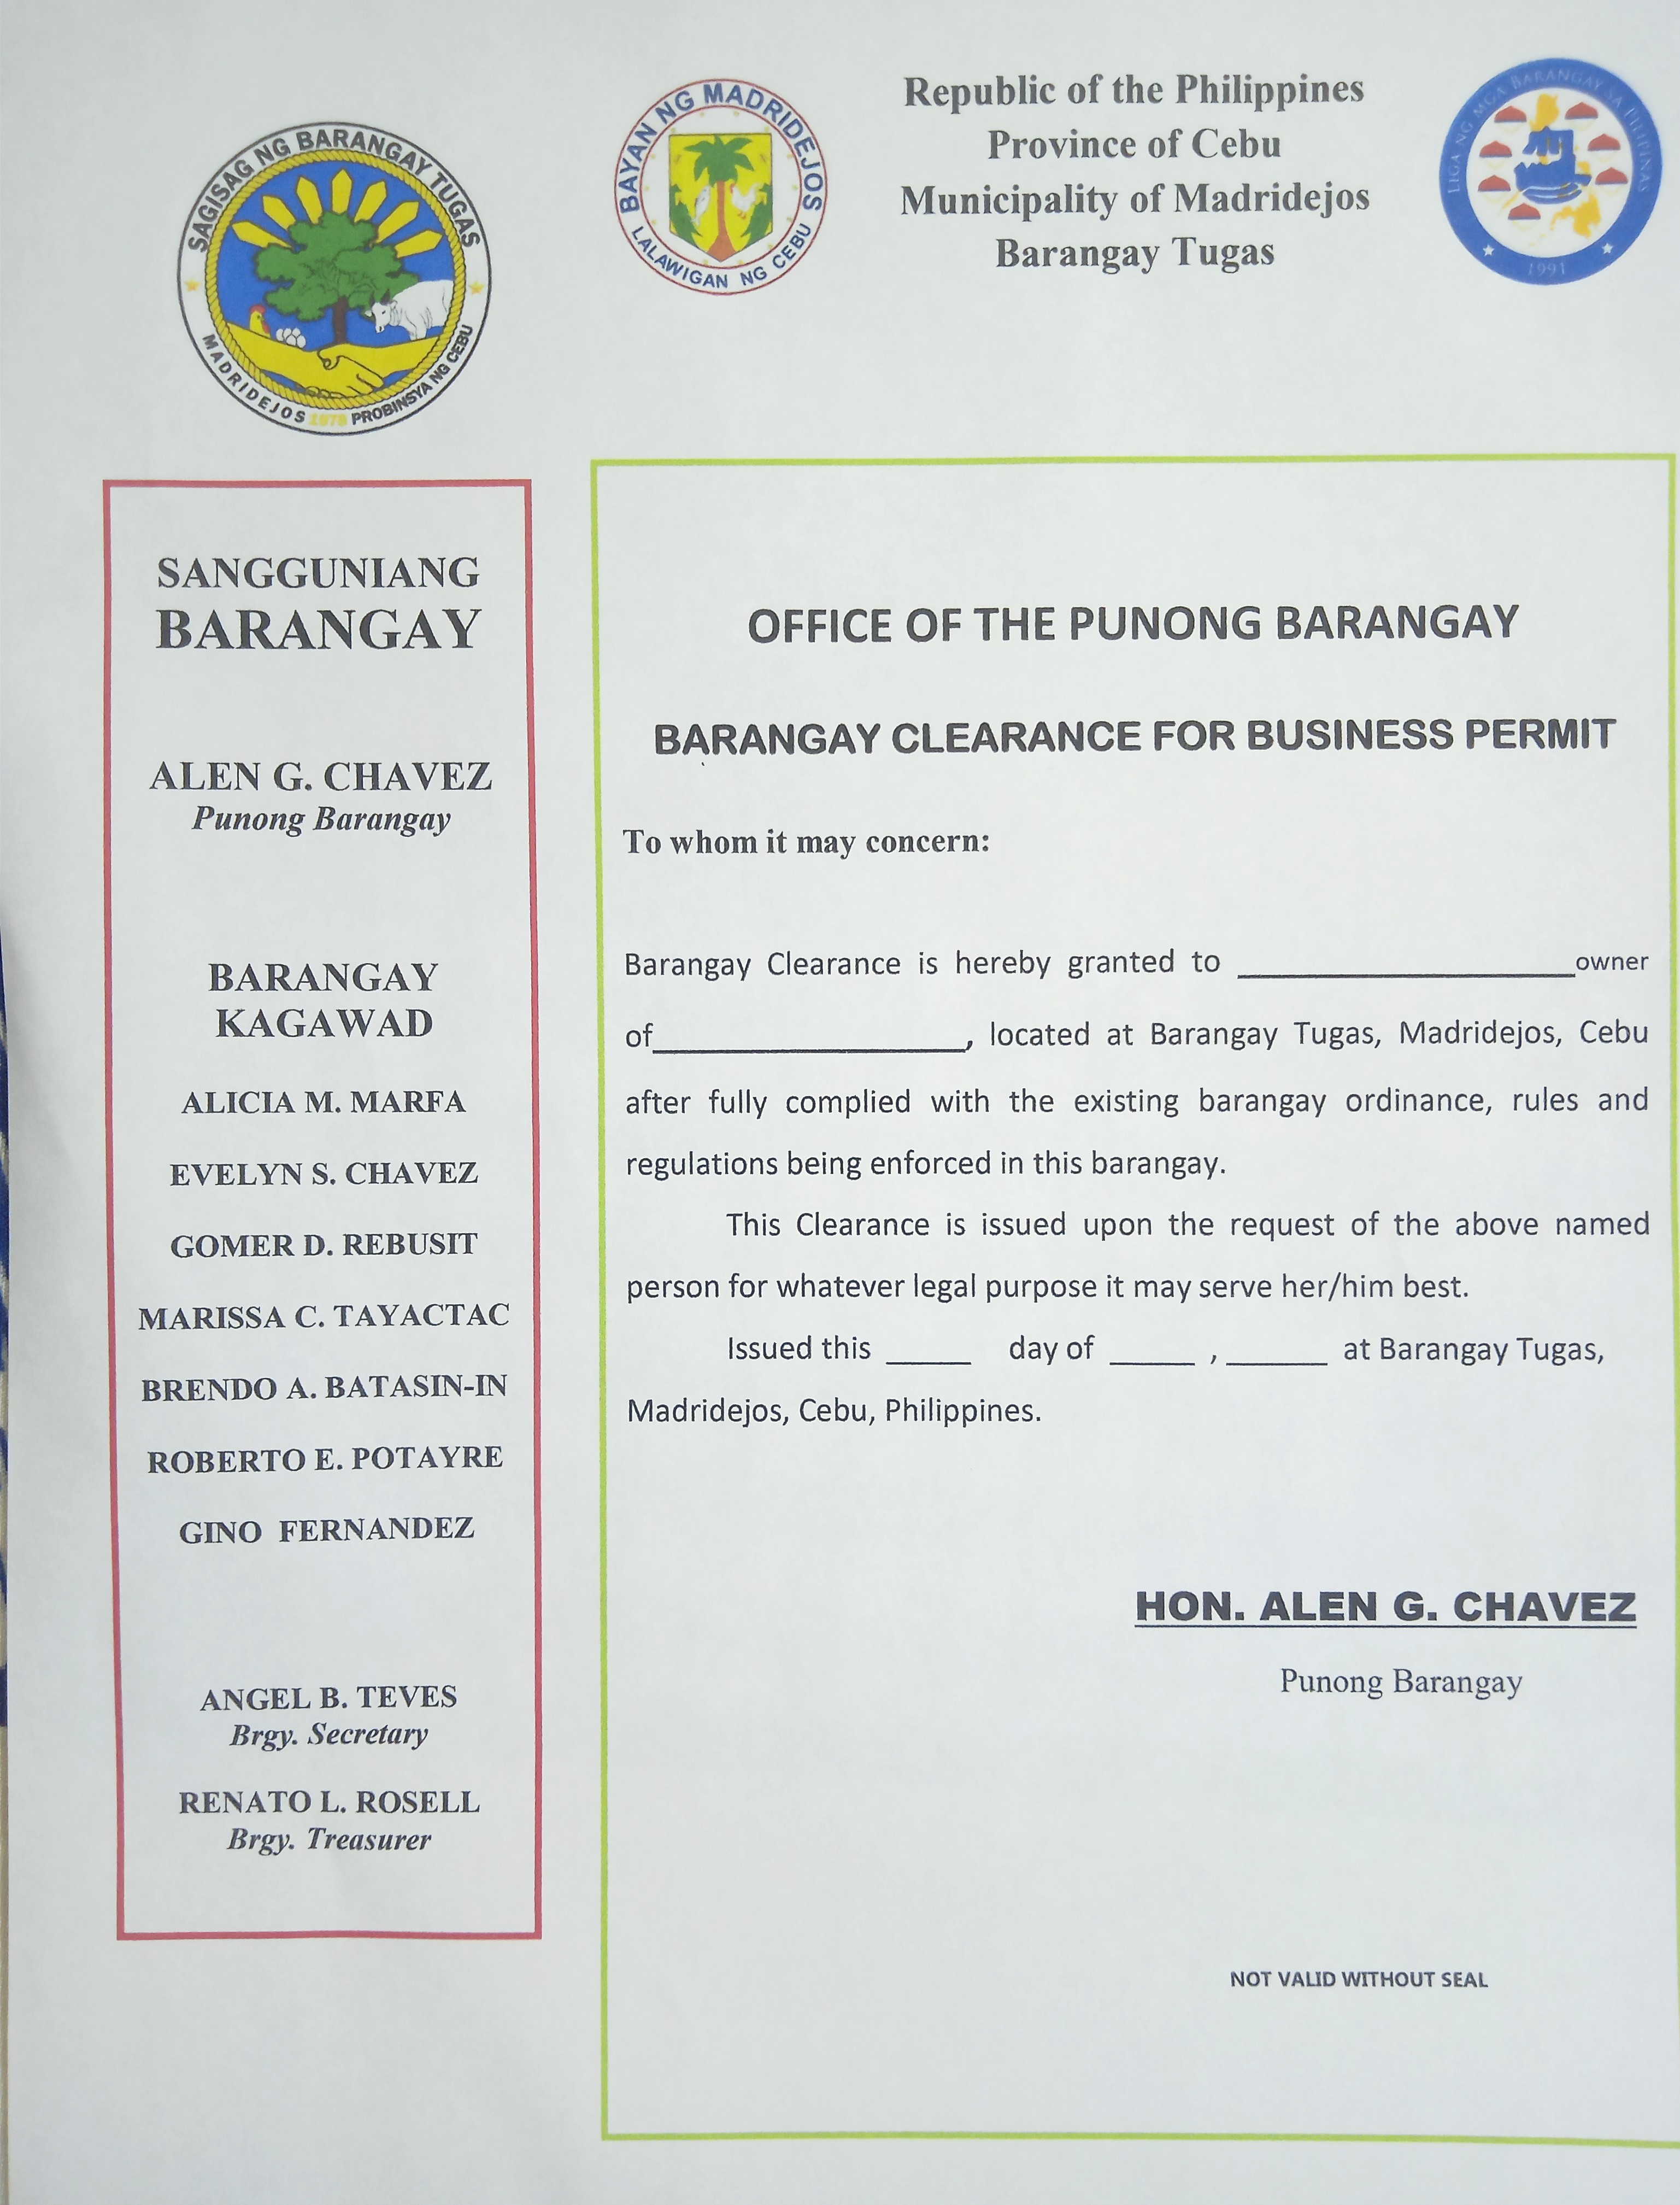 SAGISAG NG BARANGAY TUGAS
MADRIDEJOS 1878 PROBINSYA NG CEBU
BAYAN NG MADRIDEJOS
LALAWIGAN NG CEBU
Republic of the Philippines
Province of Cebu
Municipality of Madridejos
Barangay Tugas
LIGA NG MGA BARANGAY SA PILIPINAS
1991
SANGGUNIANG
BARANGAY
ALEN G. CHAVEZ
Punong Barangay
BARANGAY
KAGAWAD
ALICIA M. MARFA
EVELYN S. CHAVEZ
GOMER D. REBUSIT
MARISSA C. TAYACTAC
BRENDO A. BATASIN-IN
ROBERTO E. POTAYRE
GINO FERNANDEZ
ANGEL B. TEVES
Brgy. Secretary
RENATO L. ROSELL
Brgy. Treasurer
OFFICE OF THE PUNONG BARANGAY
BARANGAY CLEARANCE FOR BUSINESS PERMIT
To whom it may concern:
Barangay Clearance is hereby granted to ____________________owner
of___________________, located at Barangay Tugas, Madridejos, Cebu
after fully complied with the existing barangay ordinance, rules and
regulations being enforced in this barangay.
This Clearance is issued upon the request of the above named
person for whatever legal purpose it may serve her/him best.
Issued this _____ day of _____ , ______ at Barangay Tugas,
Madridejos, Cebu, Philippines.
HON. ALEN G. CHAVEZ
Punong Barangay
NOT VALID WITHOUT SEAL